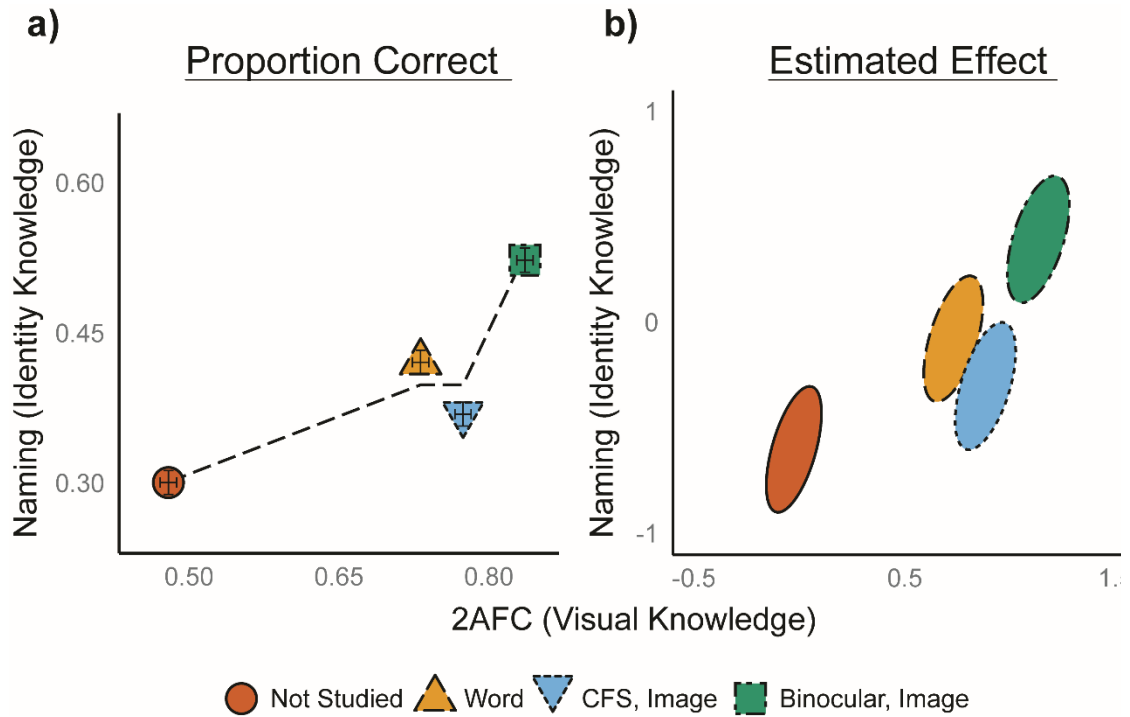 a)
Proportion Correct
Naming (Identity Knowledge)
0.60
0.45
0.30
0.50
0.65
0.80
b)
Estimated Effect
Naming (Identity Knowledge)
1
0
-1
-0.5
0.5
1.5
2AFC (Visual Knowledge)
Not Studied
Word
CFS, Image
Binocular, Image